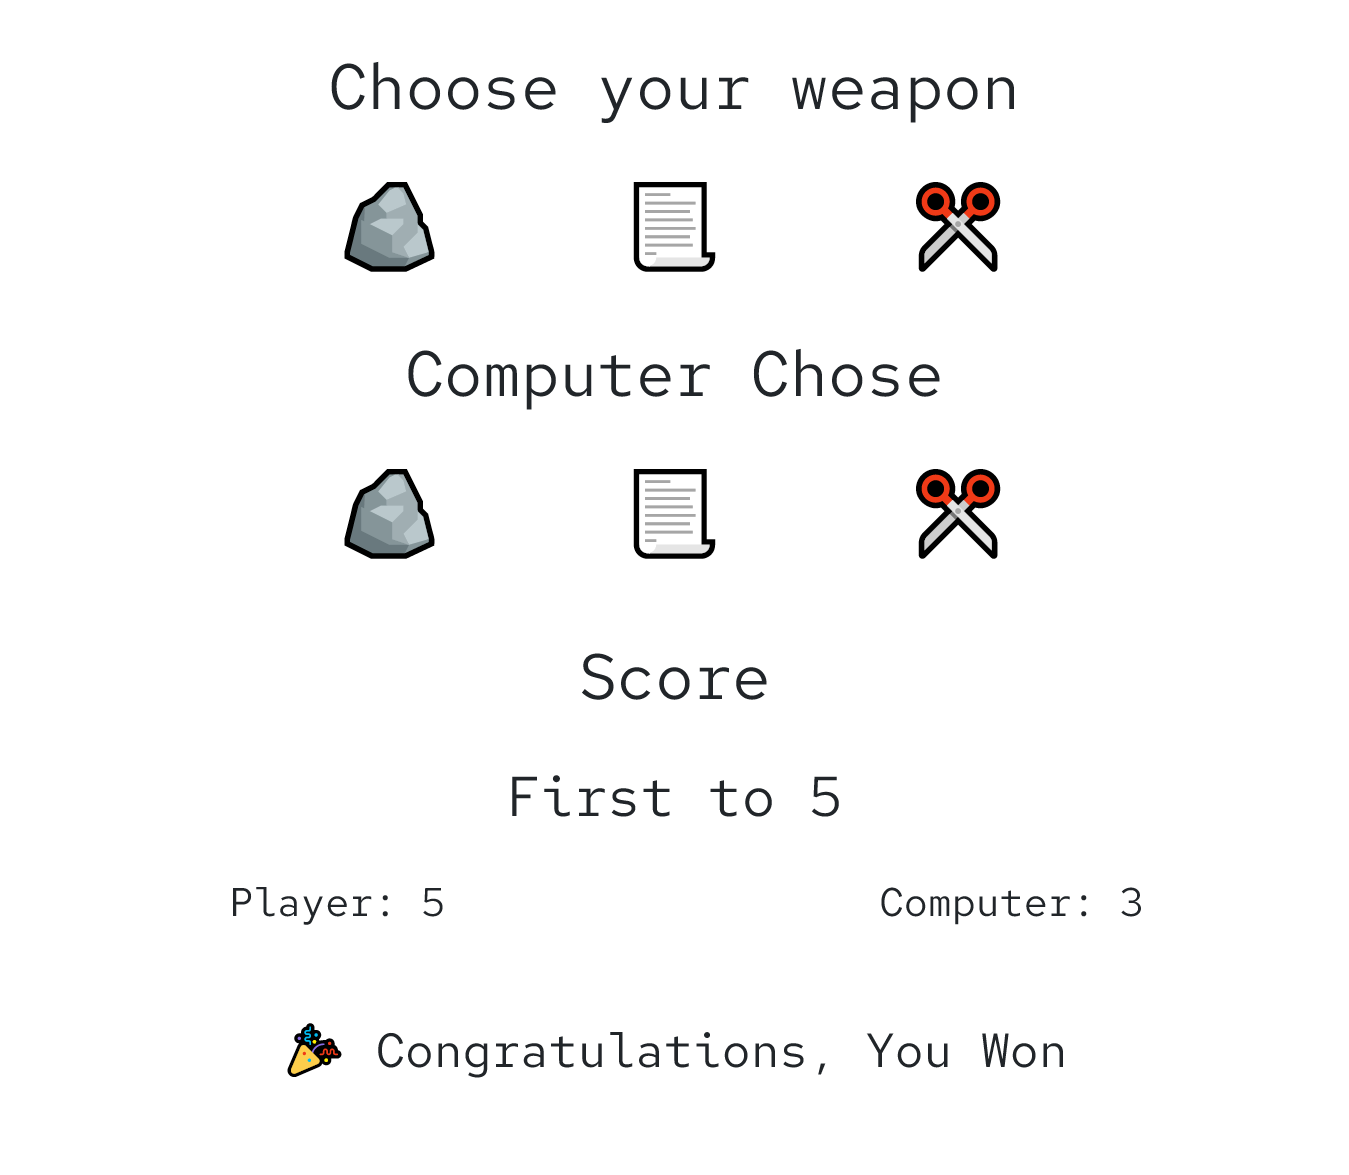 Choose your weapon
Computer Chose
Score
First to 5
Player: 5
Computer: 3
Congratulations, You Won